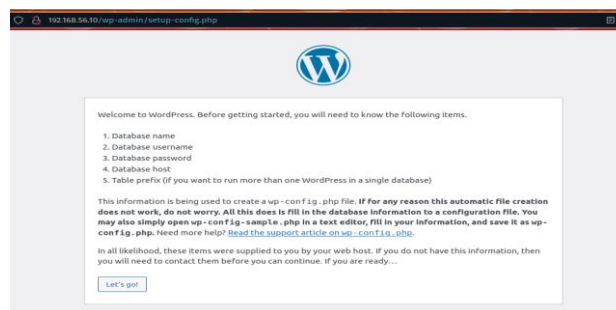 192.168.56.10/wp-admin/setup-config.php
Welcome to WordPress. Before getting started, you will need to know the following items.
1. Database name
2. Database username
3. Database password
4. Database host
5. Table prefix (if you want to run more than one WordPress in a single database)
This information is being used to create a wp-config.php file. If for any reason this automatic file creation
does not work, do not worry. All this does is fill in the database information to a configuration file. You
may also simply open wp-config-sample.php in a text editor, fill in your information, and save it as wp-
config.php. Need more help? Read the support article on wp-config.php.
In all likelihood, these items were supplied to you by your web host. If you do not have this information, then
you will need to contact them before you can continue. If you are ready...
Let's go!